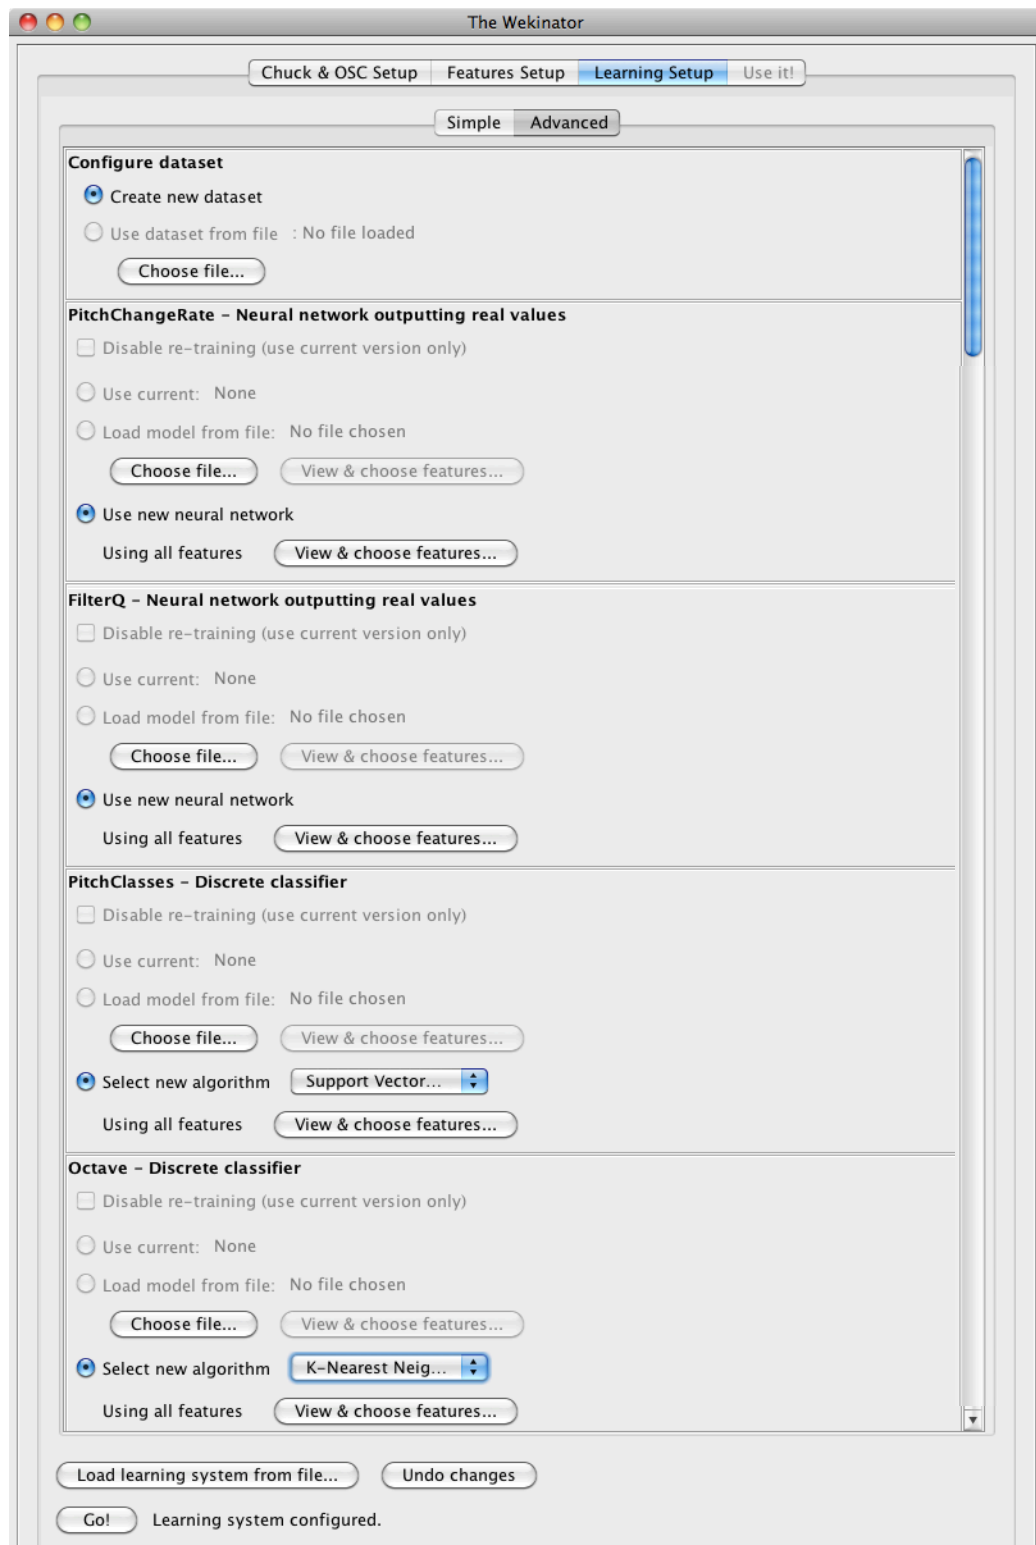 The Wekinator
Chuck & OSC Setup Features Setup Learning Setup Use it!
Simple Advanced
Configure dataset
Create new dataset
Use dataset from file : No file loaded
Choose file...
PitchChangeRate – Neural network outputting real values
Disable re–training (use current version only)
Use current: None
Load model from file: No file chosen
Choose file... View & choose features...
Use new neural network
Using all features View & choose features...
FilterQ – Neural network outputting real values
Disable re–training (use current version only)
Use current: None
Load model from file: No file chosen
Choose file... View & choose features...
Use new neural network
Using all features View & choose features...
PitchClasses – Discrete classifier
Disable re–training (use current version only)
Use current: None
Load model from file: No file chosen
Choose file... View & choose features...
Select new algorithm Support Vector...
Using all features View & choose features...
Octave – Discrete classifier
Disable re–training (use current version only)
Use current: None
Load model from file: No file chosen
Choose file... View & choose features...
Select new algorithm K–Nearest Neig...
Using all features View & choose features...
Load learning system from file... Undo changes
Go! Learning system configured.